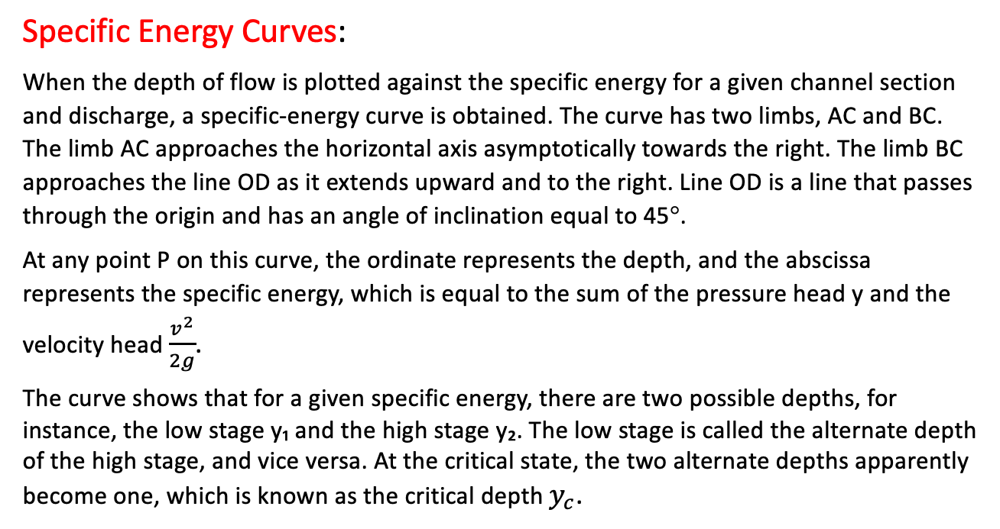 Specific Energy Curves:
When the depth of flow is plotted against the specific energy for a given channel section
and discharge, a specific-energy curve is obtained. The curve has two limbs, AC and BC.
The limb AC approaches the horizontal axis asymptotically towards the right. The limb BC
approaches the line OD as it extends upward and to the right. Line OD is a line that passes
through the origin and has an angle of inclination equal to 45°.
At any point P on this curve, the ordinate represents the depth, and the abscissa
represents the specific energy, which is equal to the sum of the pressure head y and the
velocity head v²/2g.
The curve shows that for a given specific energy, there are two possible depths, for
instance, the low stage y₁ and the high stage y₂. The low stage is called the alternate depth
of the high stage, and vice versa. At the critical state, the two alternate depths apparently
become one, which is known as the critical depth y_c.